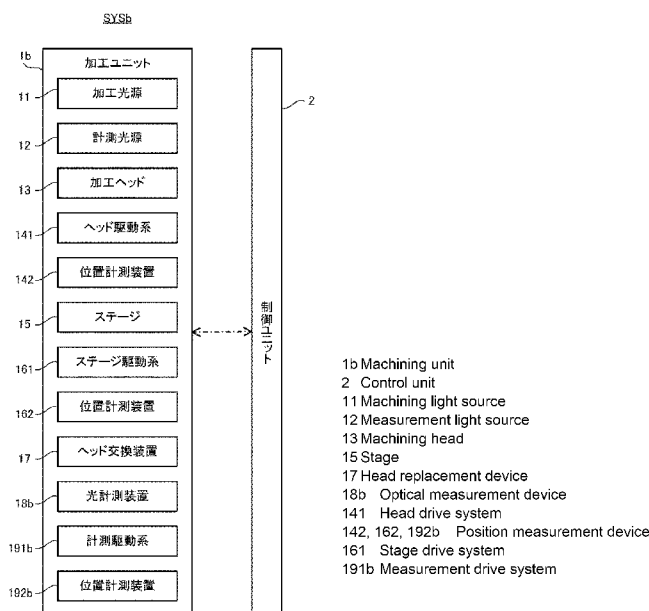 SYSb
1b
加工ユニット
11
加工光源
12
計測光源
13
加工ヘッド
141
ヘッド駆動系
142
位置計測装置
15
ステージ
161
ステージ駆動系
162
位置計測装置
17
ヘッド交換装置
18b
光計測装置
191b
計測駆動系
192b
位置計測装置
2
制御ユニット
1b Machining unit
2 Control unit
11 Machining light source
12 Measurement light source
13 Machining head
15 Stage
17 Head replacement device
18b Optical measurement device
141 Head drive system
142, 162, 192b Position measurement device
161 Stage drive system
191b Measurement drive system